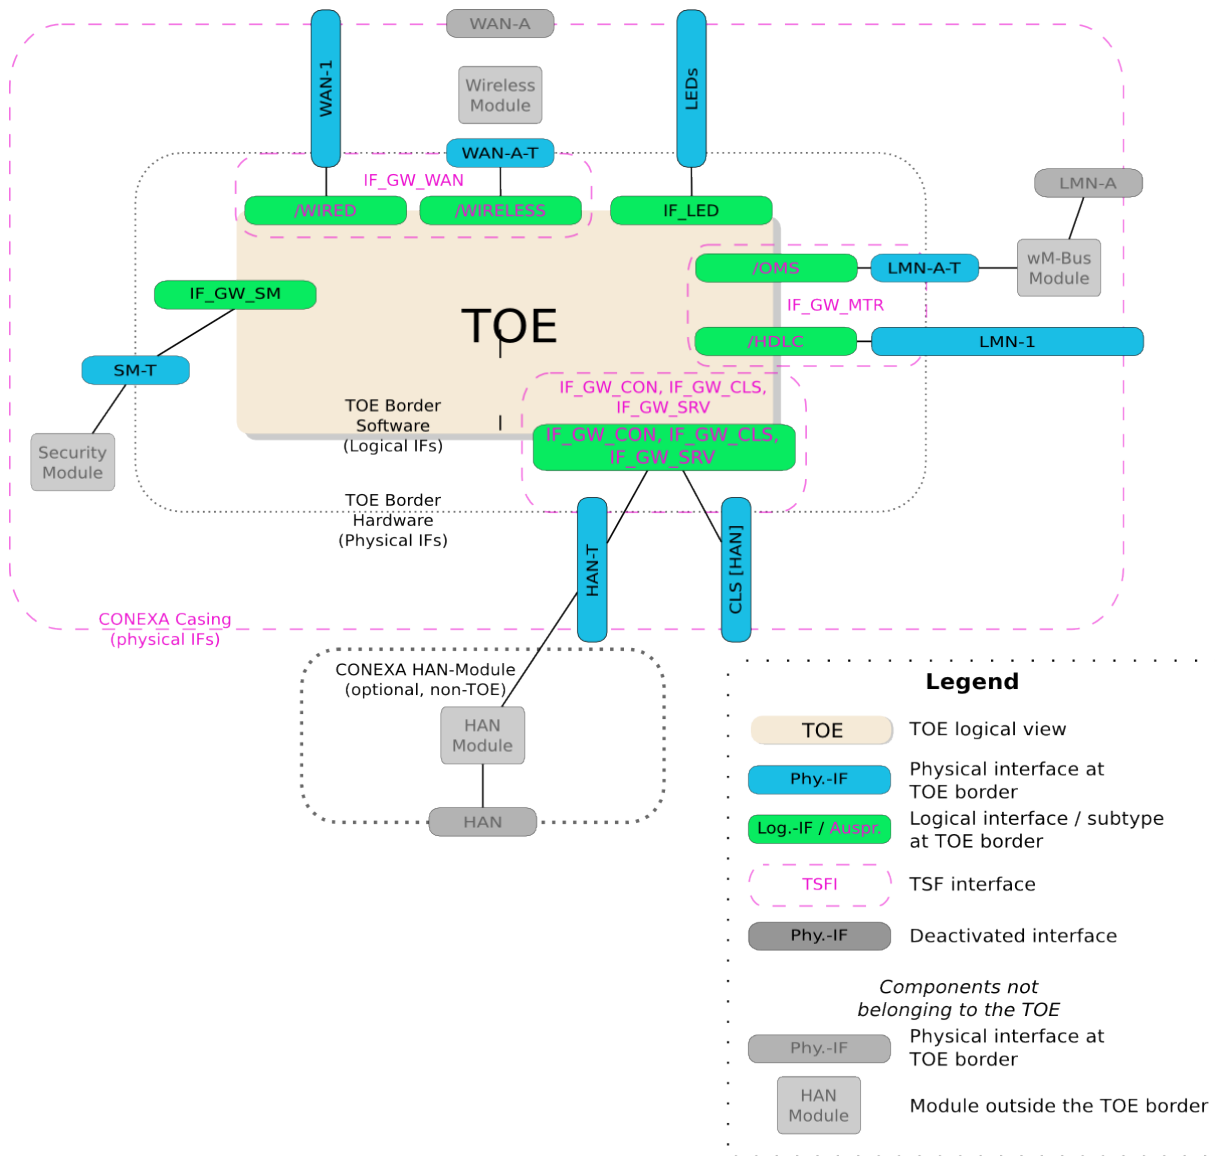 WAN-A
WAN-1
LEDs
Wireless
Module
WAN-A-T
IF_GW_WAN
/WIRED
/WIRELESS
IF_LED
LMN-A
wM-Bus
Module
/OMS
LMN-A-T
IF_GW_MTR
IF_GW_SM
TOE
/HDLC
LMN-1
SM-T
Security
Module
TOE Border
Software
(Logical IFs)
IF_GW_CON, IF_GW_CLS,
IF_GW_SRV
IF_GW_CON, IF_GW_CLS,
IF_GW_SRV
TOE Border
Hardware
(Physical IFs)
HAN-T
CLS [HAN]
CONEXA Casing
(physical IFs)
CONEXA HAN-Module
(optional, non-TOE)
HAN
Module
HAN
Legend
TOE
TOE logical view
Phy.-IF
Physical interface at
TOE border
Log.-IF / Auspr.
Logical interface / subtype
at TOE border
TSFI
TSF interface
Phy.-IF
Deactivated interface
Components not
belonging to the TOE
Phy.-IF
Physical interface at
TOE border
HAN
Module
Module outside the TOE border